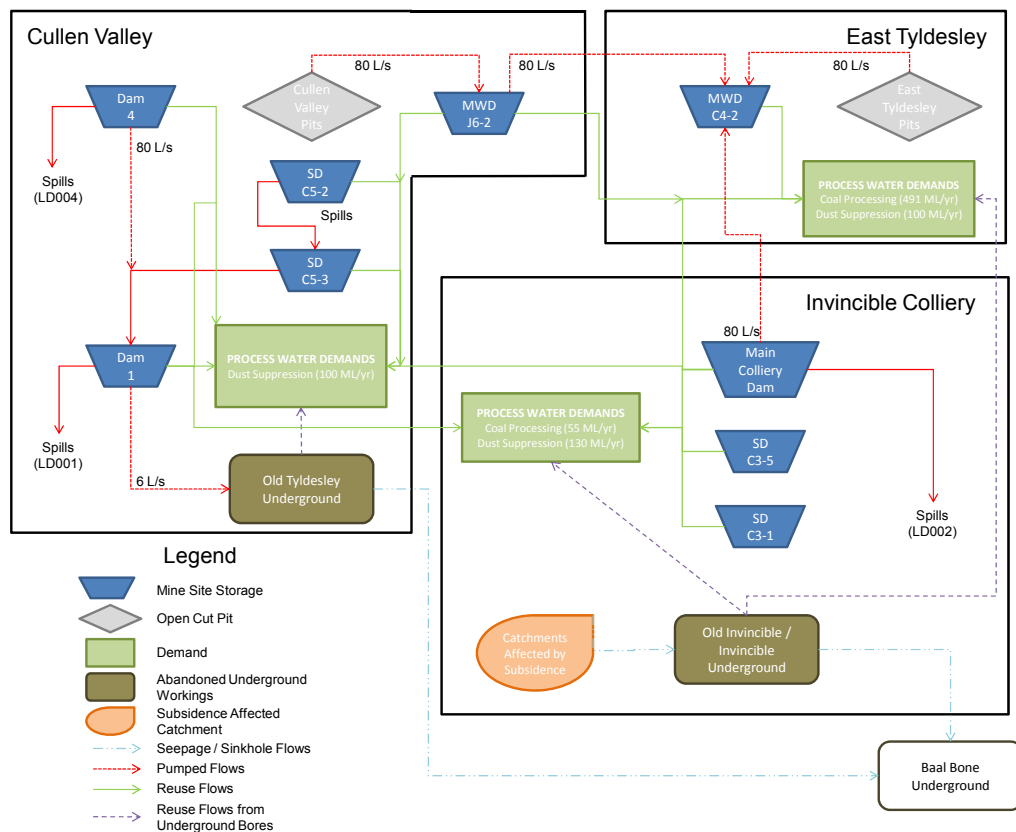 Cullen Valley
East Tyldesley
80 L/s
80 L/s
80 L/s
Dam
4
Cullen
Valley
Pits
MWD
J6-2
MWD
C4-2
East
Tyldesley
Pits
80 L/s
Spills
(LD004)
SD
C5-2
Spills
PROCESS WATER DEMANDS
Coal Processing (491 ML/yr)
Dust Suppression (100 ML/yr)
SD
C5-3
Invincible Colliery
80 L/s
Dam
1
PROCESS WATER DEMANDS
Dust Suppression (100 ML/yr)
Main
Colliery
Dam
PROCESS WATER DEMANDS
Coal Processing (55 ML/yr)
Dust Suppression (130 ML/yr)
SD
C3-5
Spills
(LD001)
6 L/s
Old Tyldesley
Underground
SD
C3-1
Spills
(LD002)
Legend
Mine Site Storage
Open Cut Pit
Demand
Abandoned Underground
Workings
Subsidence Affected
Catchment
Seepage / Sinkhole Flows
Pumped Flows
Reuse Flows
Reuse Flows from
Underground Bores
Catchments
Affected by
Subsidence
Old Invincible /
Invincible
Underground
Baal Bone
Underground